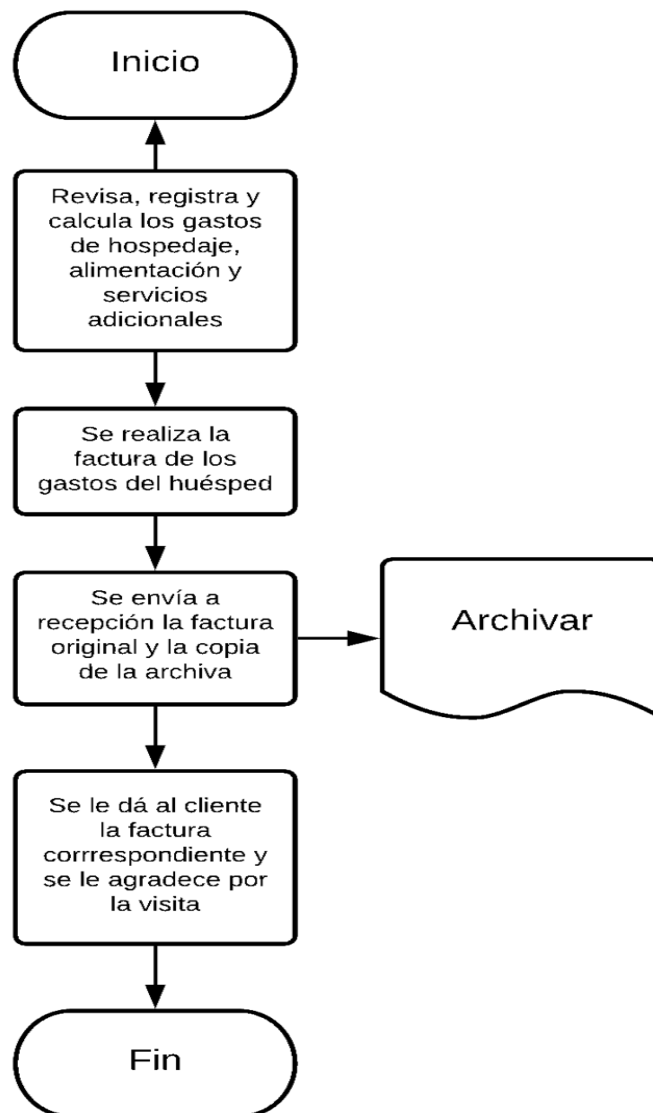 Inicio
Revisa, registra y
calcula los gastos
de hospedaje,
alimentación y
servicios
adicionales
Se realiza la
factura de los
gastos del huésped
Se envía a
recepción la factura
original y la copia
de la archiva
Archivar
Se le dá al cliente
la factura
corrrespondiente y
se le agradece por
la visita
Fin